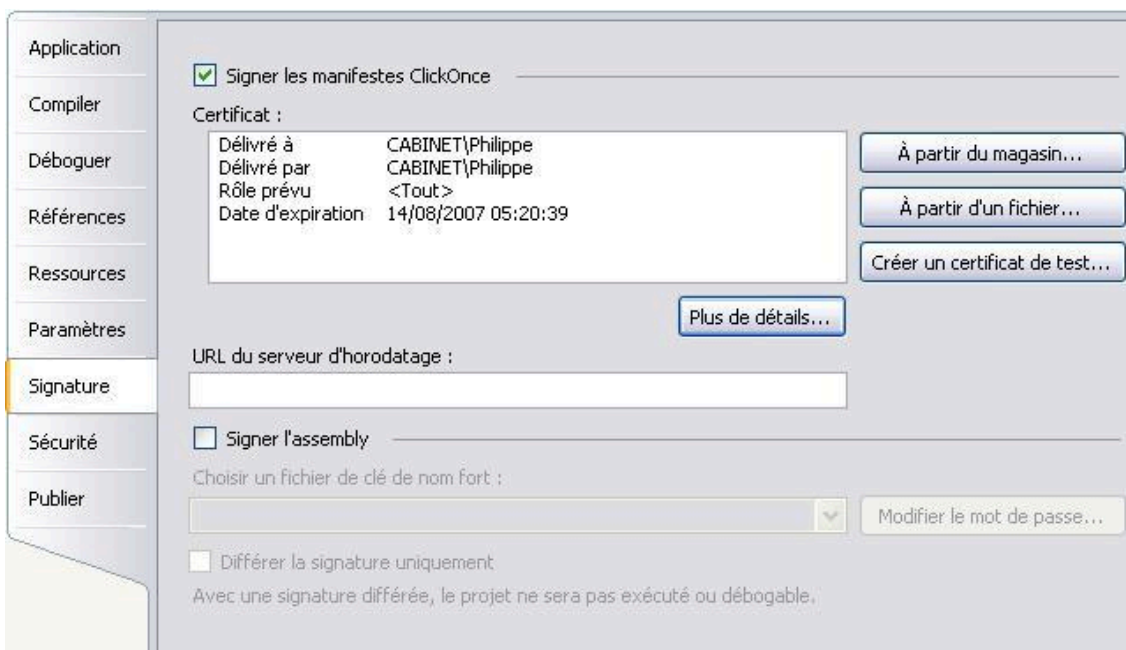 Application
Compiler
Déboguer
Références
Ressources
Paramètres
Signature
Sécurité
Publier
Signer les manifestes ClickOnce
Certificat :
Délivré à CABINET\Philippe
Délivré par CABINET\Philippe
Rôle prévu <Tout>
Date d'expiration 14/08/2007 05:20:39
À partir du magasin...
À partir d'un fichier...
Créer un certificat de test...
Plus de détails...
URL du serveur d'horodatage :
Signer l'assembly
Choisir un fichier de clé de nom fort :
Modifier le mot de passe...
Différer la signature uniquement
Avec une signature différée, le projet ne sera pas exécuté ou débogable.